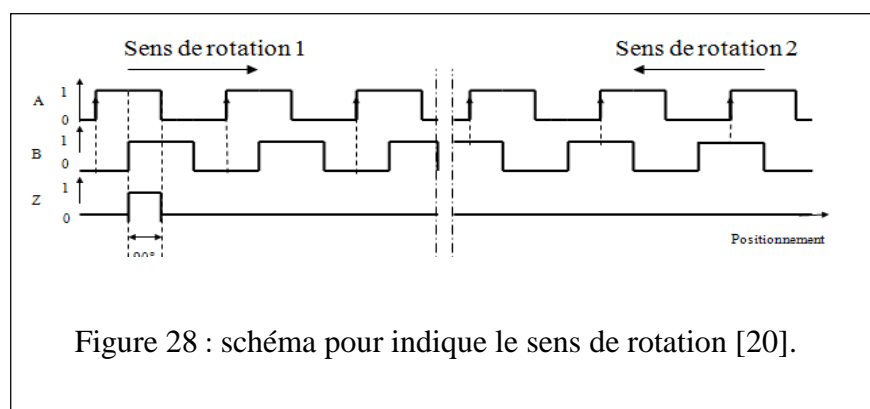 Sens de rotation 1
Sens de rotation 2
A
1
0
B
1
0
Z
1
0
Positionnement
Figure 28 : schéma pour indique le sens de rotation [20].